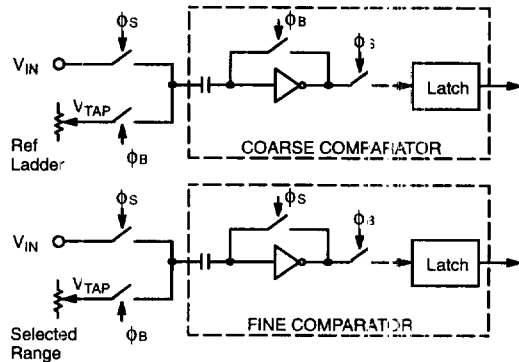 ϕS
ϕB
ϕS
VIN
VTAP
Ref
Ladder
ϕB
Latch
COARSE COMPARATOR
ϕS
ϕS
ϕB
VIN
VTAP
Selected
Range
ϕB
Latch
FINE COMPARATOR